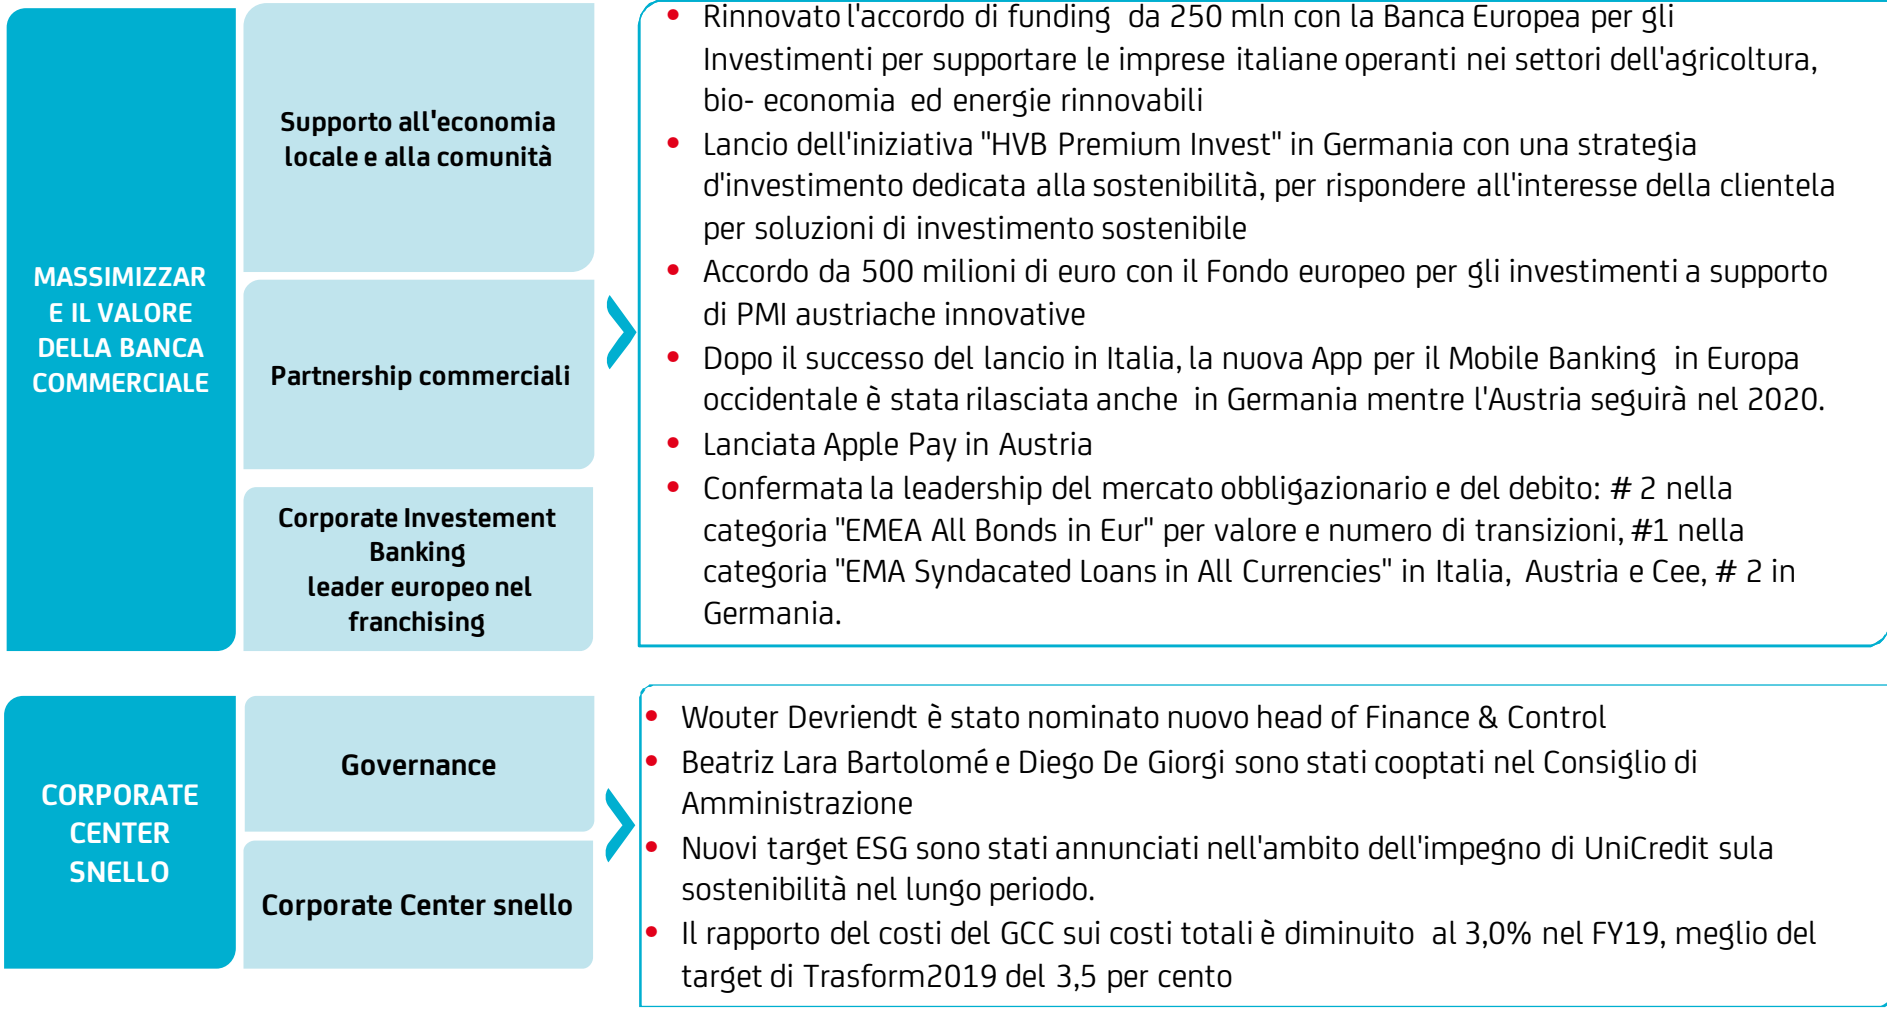 MASSIMIZZAR
E IL VALORE
DELLA BANCA
COMMERCIALE
Supporto all'economia
locale e alla comunità
Partnership commerciali
Corporate Investement
Banking
leader europeo nel
franchising
• Rinnovato l'accordo di funding da 250 mln con la Banca Europea per gli
Investimenti per supportare le imprese italiane operanti nei settori dell'agricoltura,
bio- economia ed energie rinnovabili
• Lancio dell'iniziativa "HVB Premium Invest" in Germania con una strategia
d'investimento dedicata alla sostenibilità, per rispondere all'interesse della clientela
per soluzioni di investimento sostenibile
• Accordo da 500 milioni di euro con il Fondo europeo per gli investimenti a supporto
di PMI austriache innovative
• Dopo il successo del lancio in Italia, la nuova App per il Mobile Banking in Europa
occidentale è stata rilasciata anche in Germania mentre l'Austria seguirà nel 2020.
• Lanciata Apple Pay in Austria
• Confermata la leadership del mercato obbligazionario e del debito: # 2 nella
categoria "EMEA All Bonds in Eur" per valore e numero di transizioni, #1 nella
categoria "EMA Syndacated Loans in All Currencies" in Italia, Austria e Cee, # 2 in
Germania.
CORPORATE
CENTER
SNELLO
Governance
Corporate Center snello
• Wouter Devriendt è stato nominato nuovo head of Finance & Control
• Beatriz Lara Bartolomé e Diego De Giorgi sono stati cooptati nel Consiglio di
Amministrazione
• Nuovi target ESG sono stati annunciati nell'ambito dell'impegno di UniCredit sula
sostenibilità nel lungo periodo.
• Il rapporto del costi del GCC sui costi totali è diminuito al 3,0% nel FY19, meglio del
target di Trasform2019 del 3,5 per cento